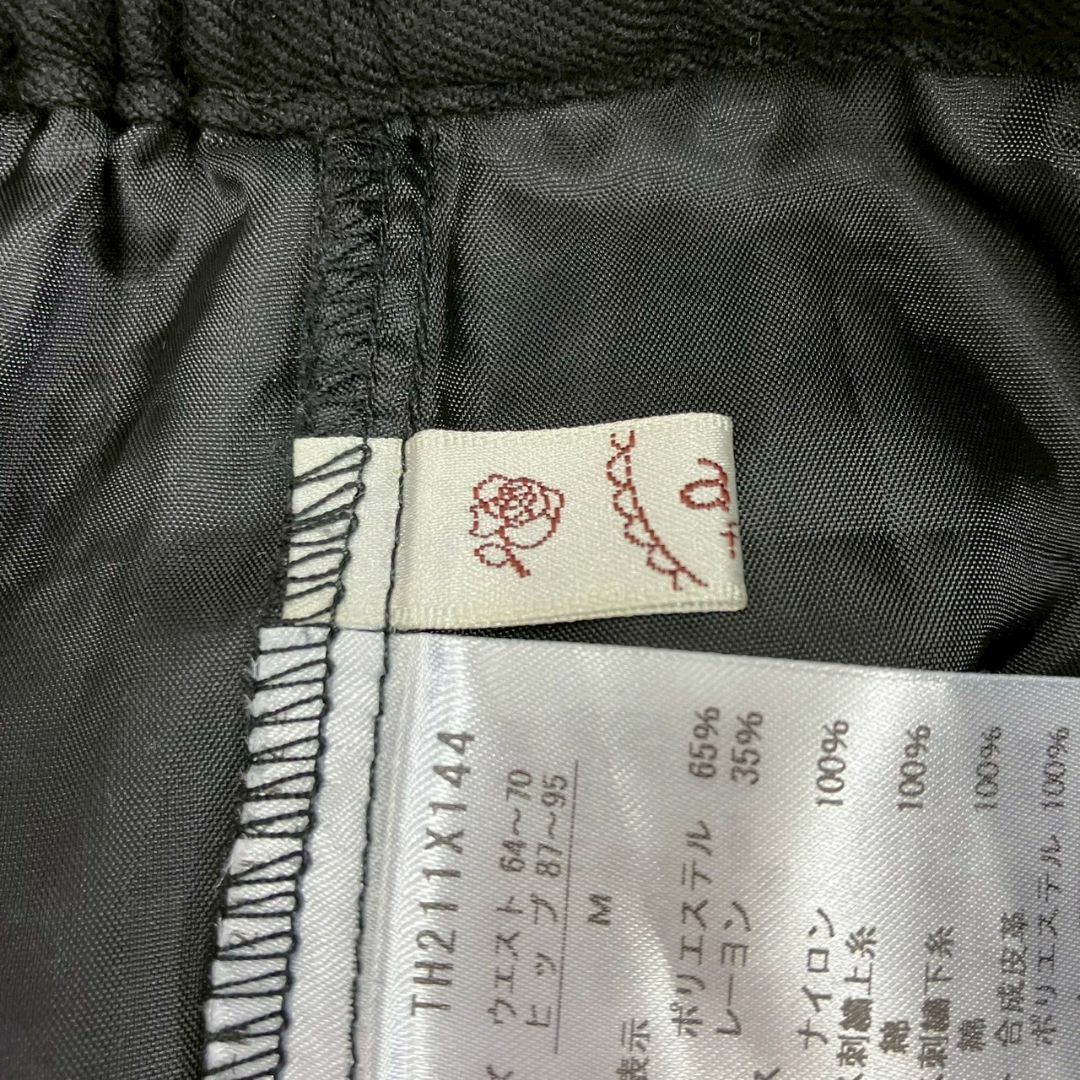 TH211X144
ウエスト 64〜70
ヒップ 87〜95
M
表示
ポリエステル 65%
レーヨン 35%
ナイロン 100%
刺繍上糸
綿 100%
刺繍下糸
綿 100%
合成皮革
ポリエステル 100%